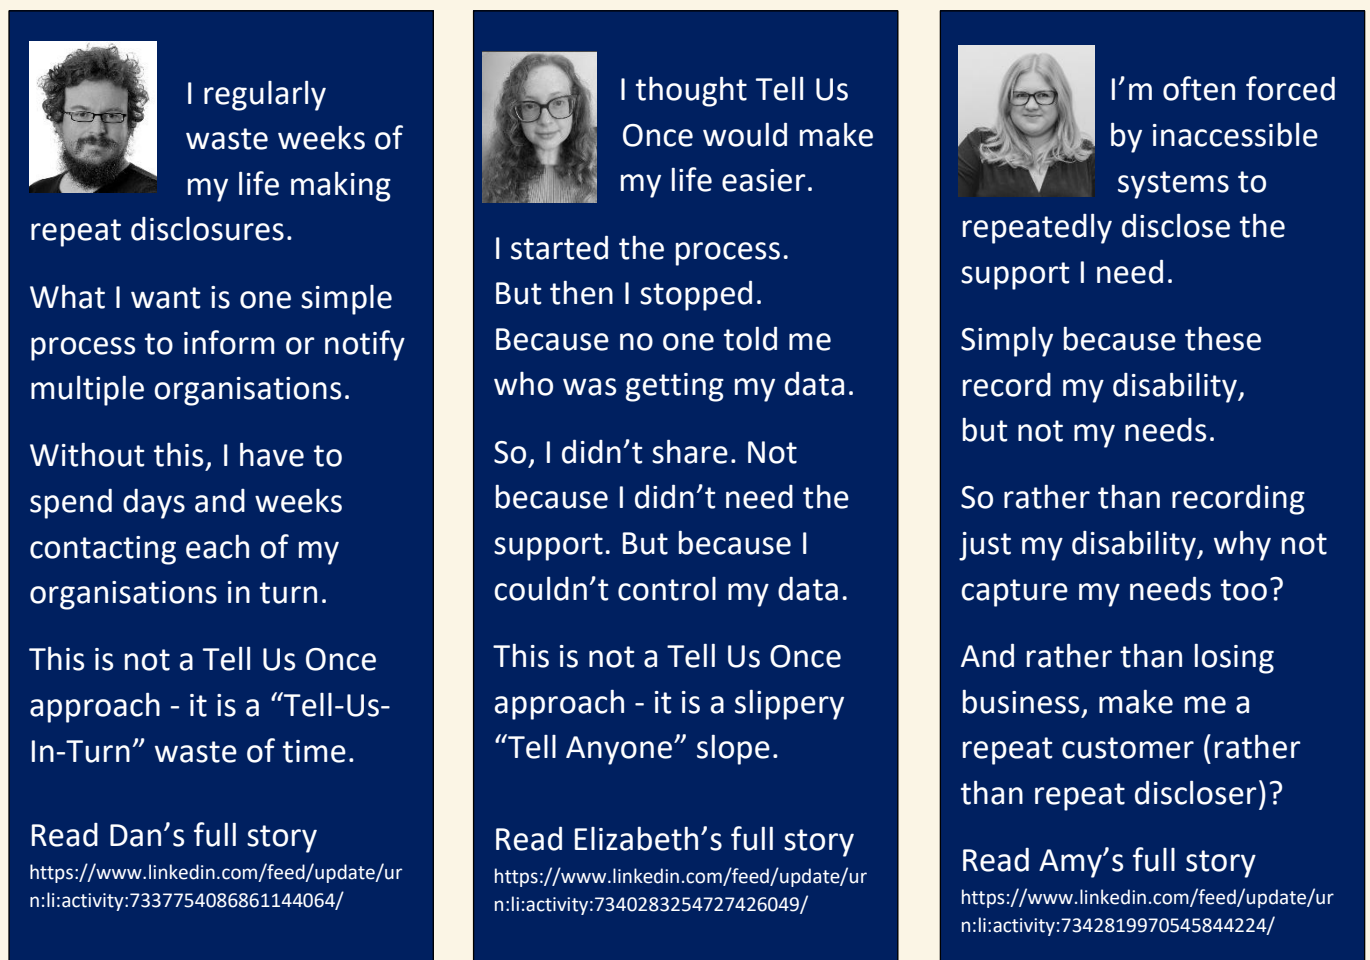 I regularly
waste weeks of
my life making
repeat disclosures.
What I want is one simple
process to inform or notify
multiple organisations.
Without this, I have to
spend days and weeks
contacting each of my
organisations in turn.
This is not a Tell Us Once
approach - it is a “Tell-Us-
In-Turn” waste of time.
Read Dan’s full story
https://www.linkedin.com/feed/update/ur
n:li:activity:7337754086861144064/
I thought Tell Us
Once would make
my life easier.
I started the process.
But then I stopped.
Because no one told me
who was getting my data.
So, I didn’t share. Not
because I didn’t need the
support. But because I
couldn’t control my data.
This is not a Tell Us Once
approach - it is a slippery
“Tell Anyone” slope.
Read Elizabeth’s full story
https://www.linkedin.com/feed/update/ur
n:li:activity:7340283254727426049/
I’m often forced
by inaccessible
systems to
repeatedly disclose the
support I need.
Simply because these
record my disability,
but not my needs.
So rather than recording
just my disability, why not
capture my needs too?
And rather than losing
business, make me a
repeat customer (rather
than repeat discloser)?
Read Amy’s full story
https://www.linkedin.com/feed/update/ur
n:li:activity:7342819970545844224/